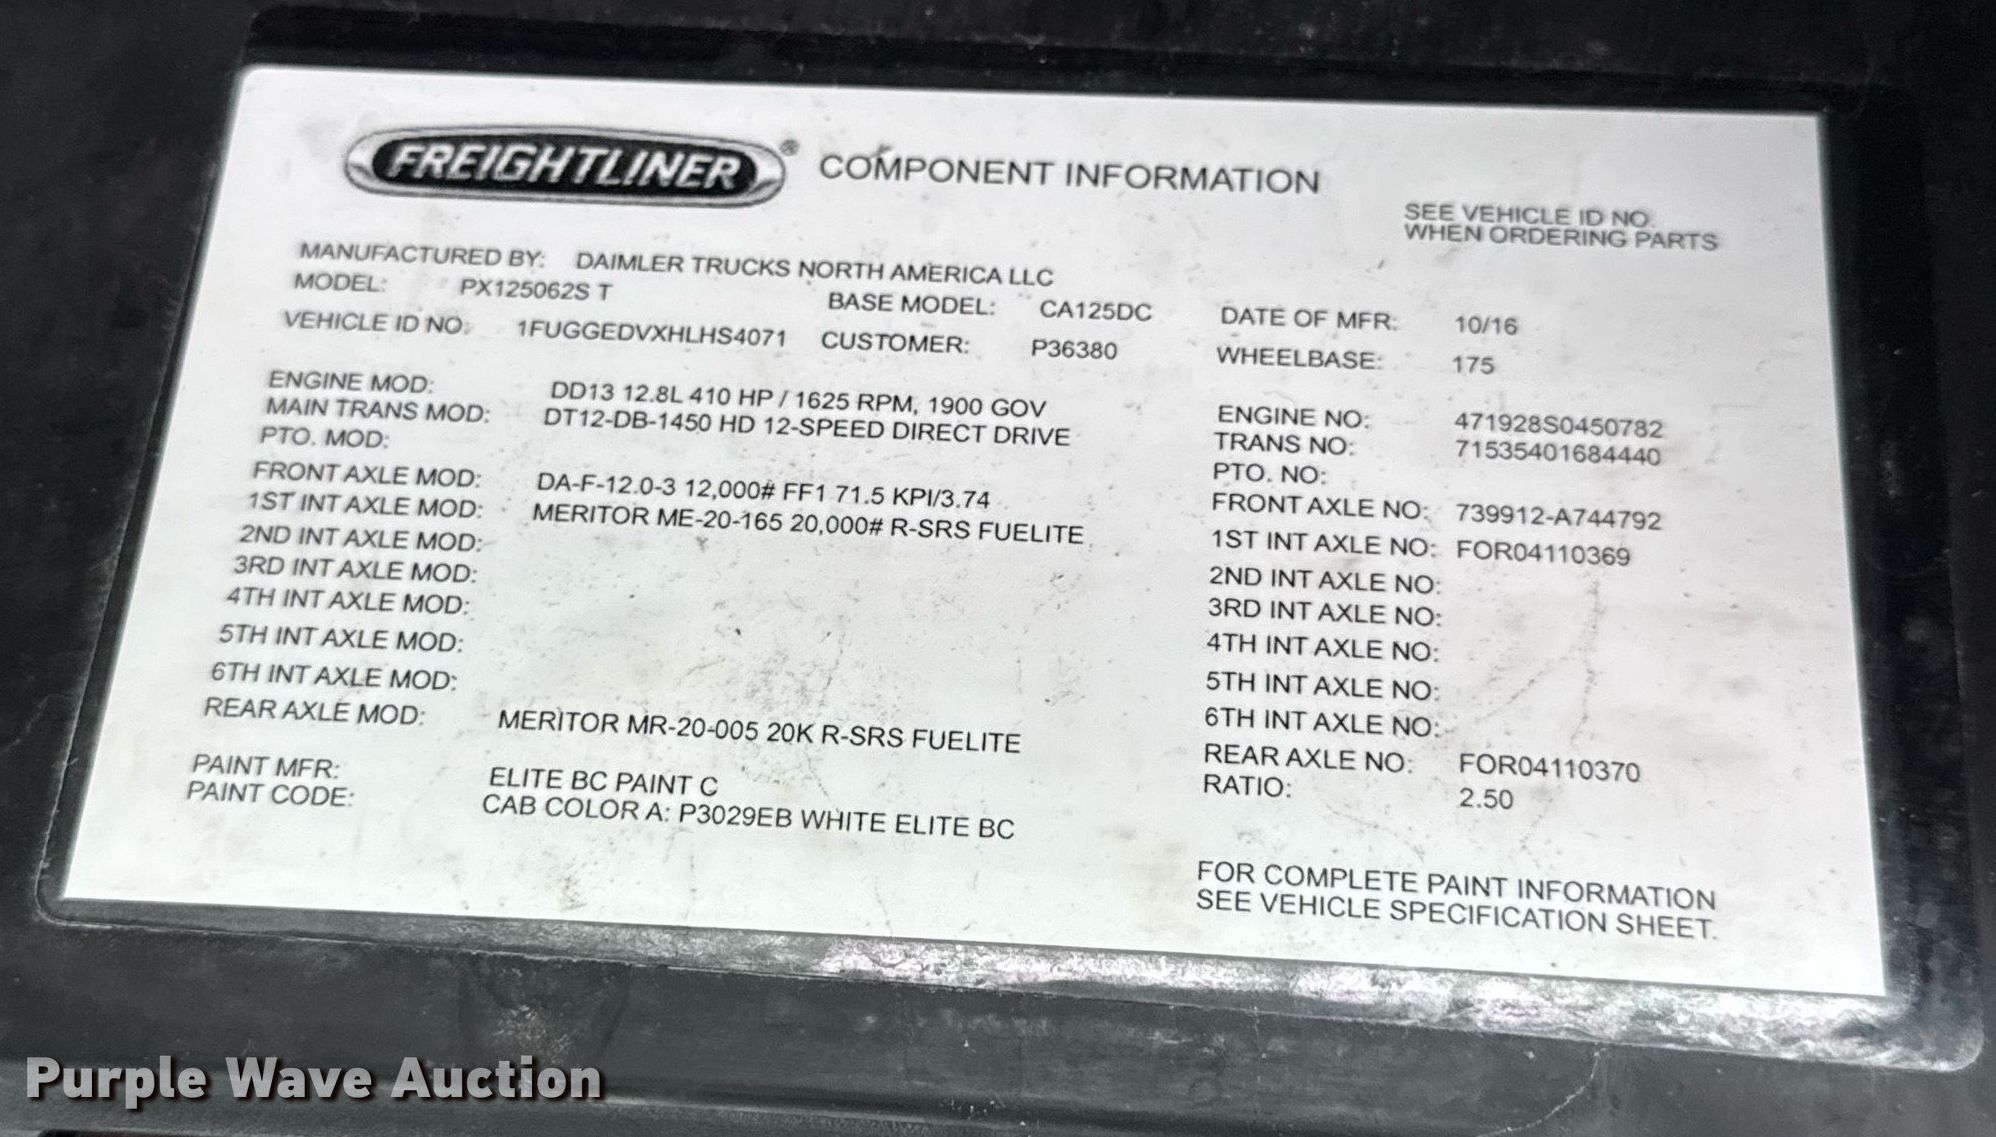 FREIGHTLINER® COMPONENT INFORMATION
SEE VEHICLE ID NO.
WHEN ORDERING PARTS
MANUFACTURED BY: DAIMLER TRUCKS NORTH AMERICA LLC
MODEL: PX125062S T BASE MODEL: CA125DC DATE OF MFR: 10/16
VEHICLE ID NO. 1FUGGEDVXHLHS4071 CUSTOMER: P36380 WHEELBASE: 175
ENGINE MOD: DD13 12.8L 410 HP / 1625 RPM, 1900 GOV ENGINE NO: 471928S0450782
MAIN TRANS MOD: DT12-DB-1450 HD 12-SPEED DIRECT DRIVE TRANS NO: 71535401684440
PTO. MOD: PTO. NO:
FRONT AXLE MOD: DA-F-12.0-3 12,000# FF1 71.5 KPI/3.74 FRONT AXLE NO: 739912-A744792
1ST INT AXLE MOD: MERITOR ME-20-165 20,000# R-SRS FUELITE 1ST INT AXLE NO: FOR04110369
2ND INT AXLE MOD: 2ND INT AXLE NO:
3RD INT AXLE MOD: 3RD INT AXLE NO:
4TH INT AXLE MOD: 4TH INT AXLE NO:
5TH INT AXLE MOD: 5TH INT AXLE NO:
6TH INT AXLE MOD: 6TH INT AXLE NO:
REAR AXLE MOD: MERITOR MR-20-005 20K R-SRS FUELITE REAR AXLE NO: FOR04110370
RATIO: 2.50
PAINT MFR: ELITE BC PAINT C
PAINT CODE: CAB COLOR A: P3029EB WHITE ELITE BC
FOR COMPLETE PAINT INFORMATION
SEE VEHICLE SPECIFICATION SHEET.
Purple Wave Auction